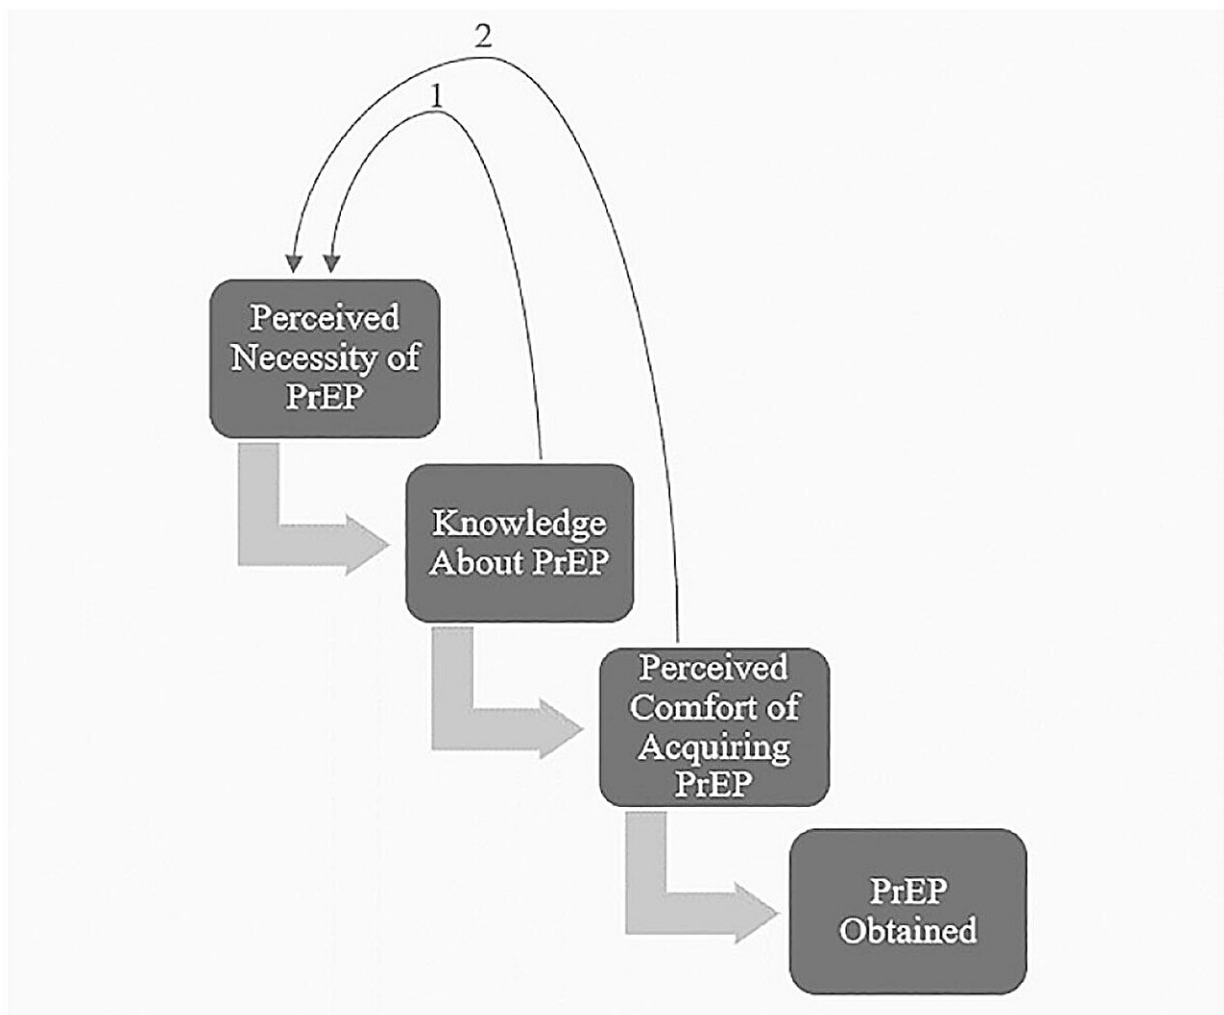 2
1
Perceived
Necessity of
PrEP
Knowledge
About PrEP
Perceived
Comfort of
Acquiring
PrEP
PrEP
Obtained